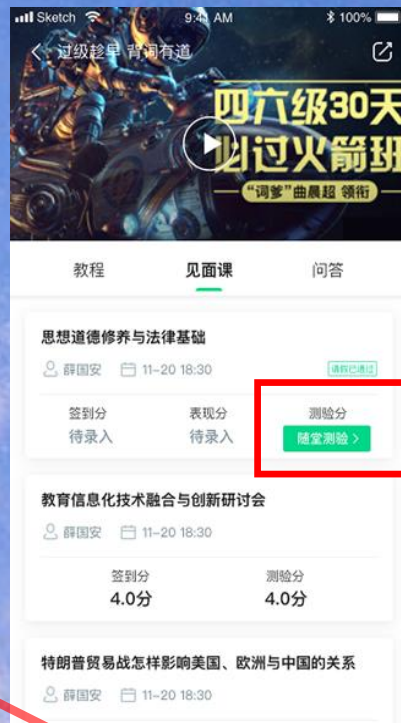 Sketch 9:41 AM 100%
过级趁早 背词有道
四六级30天
必过火箭班
“词爹”曲晨超 领衔
教程 见面课 问答
思想道德修养与法律基础
薛国安 11-20 18:30 请假已通过
签到分 表现分 测验分
待录入 待录入 随堂测验 >
教育信息化技术融合与创新研讨会
薛国安 11-20 18:30
签到分 测验分
4.0分 4.0分
特朗普贸易战怎样影响美国、欧洲与中国的关系
薛国安 11-20 18:30